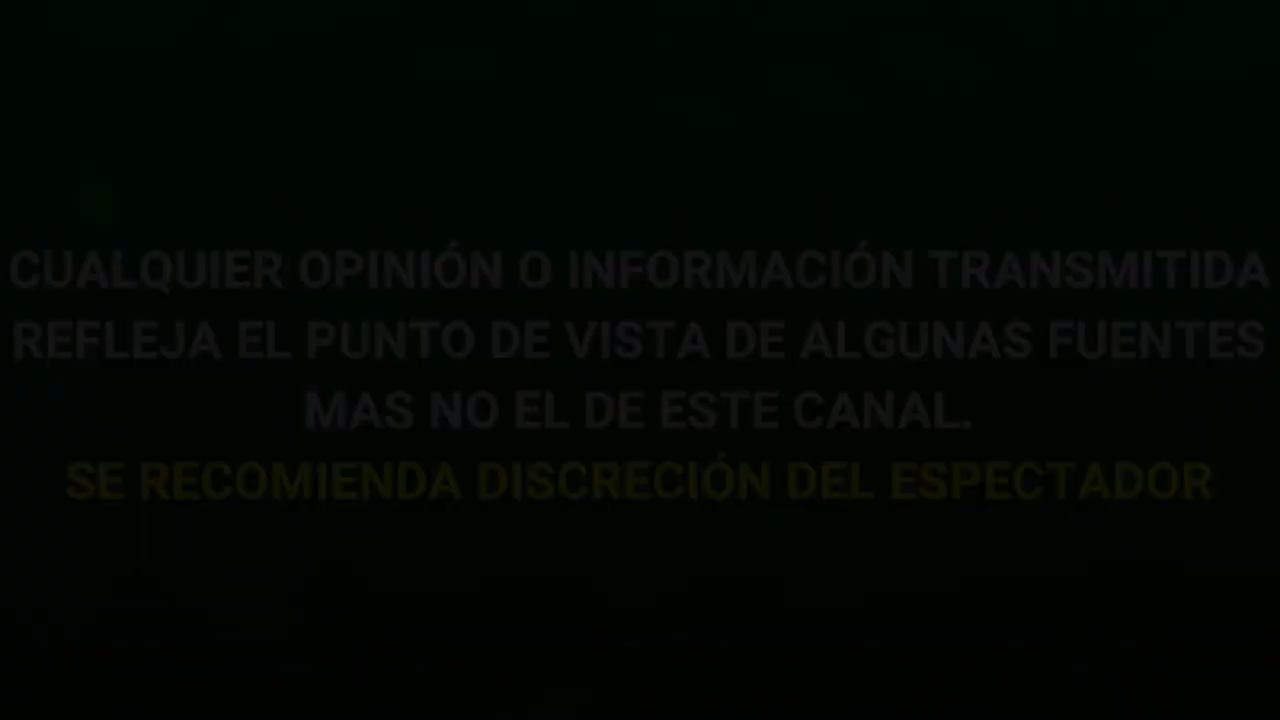 CUALQUIER OPINIÓN O INFORMACIÓN TRANSMITIDA
REFLEJA EL PUNTO DE VISTA DE ALGUNAS FUENTES
MAS NO EL DE ESTE CANAL.
SE RECOMIENDA DISCRECIÓN DEL ESPECTADOR